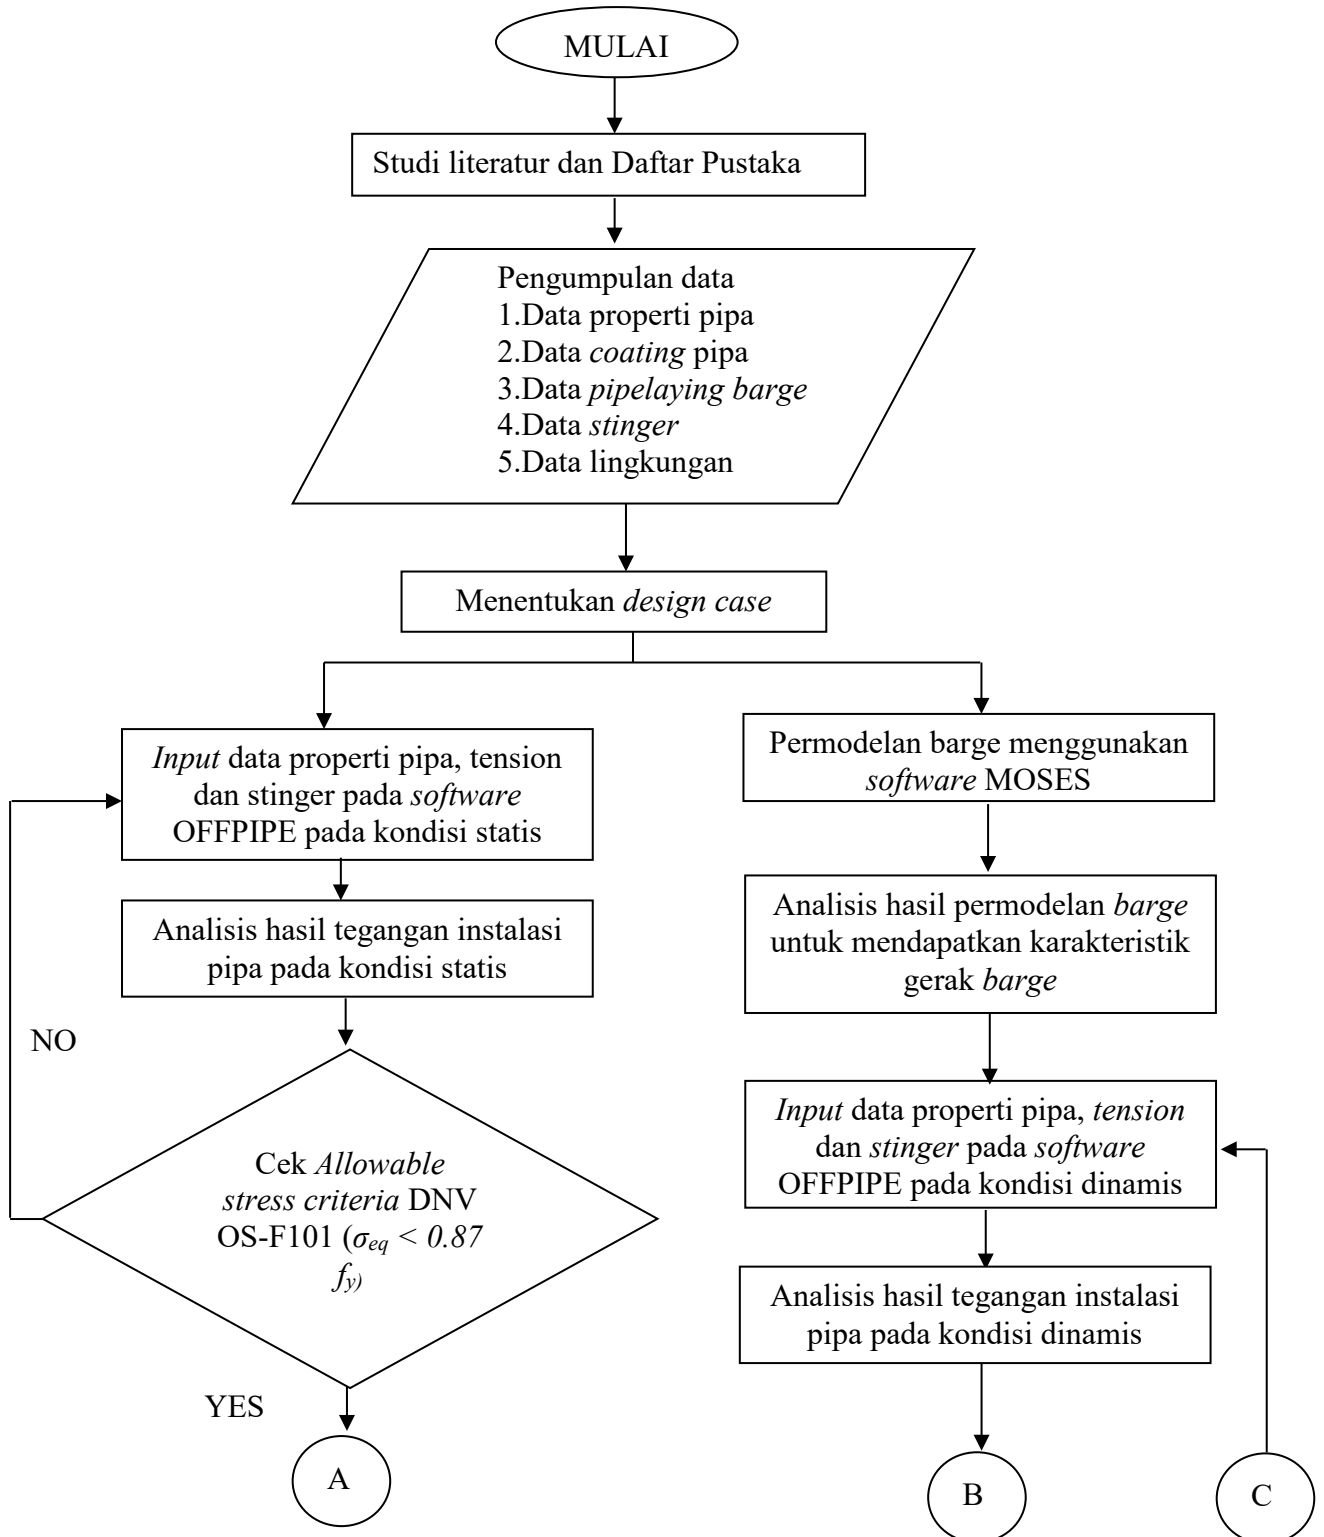 MULAI
Studi literatur dan Daftar Pustaka
Pengumpulan data
1.Data properti pipa
2.Data coating pipa
3.Data pipelaying barge
4.Data stinger
5.Data lingkungan
Menentukan design case
Input data properti pipa, tension
dan stinger pada software
OFFPIPE pada kondisi statis
Analisis hasil tegangan instalasi
pipa pada kondisi statis
NO
Cek Allowable
stress criteria DNV
OS-F101 (σeq < 0.87
fy)
YES
A
Permodelan barge menggunakan
software MOSES
Analisis hasil permodelan barge
untuk mendapatkan karakteristik
gerak barge
Input data properti pipa, tension
dan stinger pada software
OFFPIPE pada kondisi dinamis
Analisis hasil tegangan instalasi
pipa pada kondisi dinamis
B
C